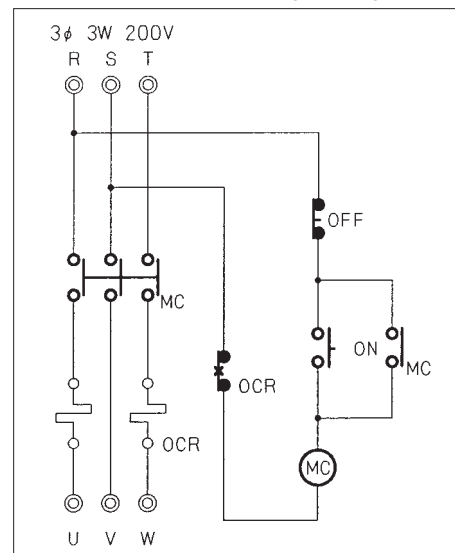 3φ 3W 200V
R S T
OFF
MC
ON
MC
OCR
OCR
MC
U V W